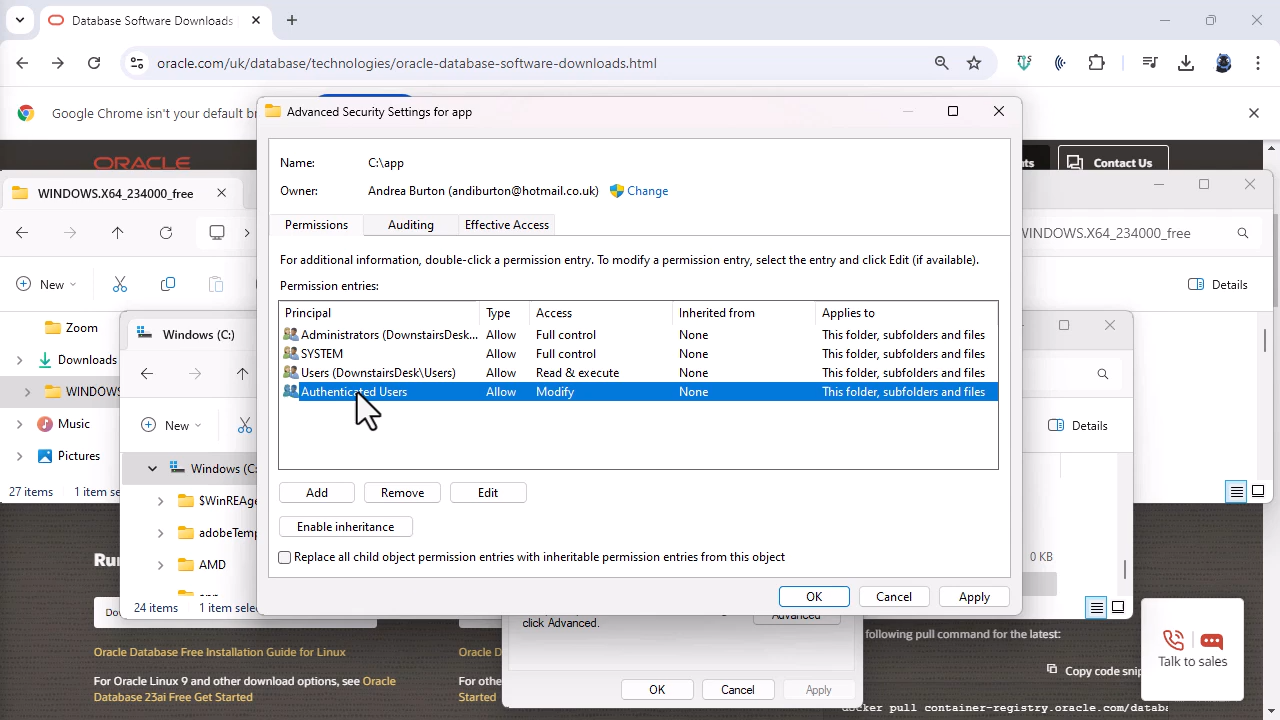 Database Software Downloads
oracle.com/uk/database/technologies/oracle-database-software-downloads.html
Google Chrome isn't your default
Advanced Security Settings for app
ORACLE
Contact Us
WINDOWS.X64_234000_free
Name: C:\app
Owner: Andrea Burton (andiburton@hotmail.co.uk) Change
Permissions Auditing Effective Access
New
WINDOWS.X64_234000_free
Details
For additional information, double-click a permission entry. To modify a permission entry, select the entry and click Edit (if available).
Permission entries:
Principal Type Access Inherited from Applies to
Administrators (DownstairsDesk... Allow Full control None This folder, subfolders and files
SYSTEM Allow Full control None This folder, subfolders and files
Users (DownstairsDesk\Users) Allow Read & execute None This folder, subfolders and files
Authenticated Users Allow Modify None This folder, subfolders and files
Zoom
Downloads
WINDOWS
Music
Pictures
27 items 1 item se
Windows (C:)
New
Details
Windows (C:
$WinREAge
adobeTemp
AMD
24 items 1 item sele
0 KB
Add Remove Edit
Enable inheritance
Replace all child object permission entries with inheritable permission entries from this object
OK Cancel Apply
click Advanced.
Advanced
OK Cancel Apply
Oracle Database Free Installation Guide for Linux
Oracle D
For Oracle Linux 9 and other download options, see Oracle
Database 23ai Free Get Started
For othe
Started
following pull command for the latest:
Copy code snip
docker pull container-registry.oracle.com/datab
Talk to sales